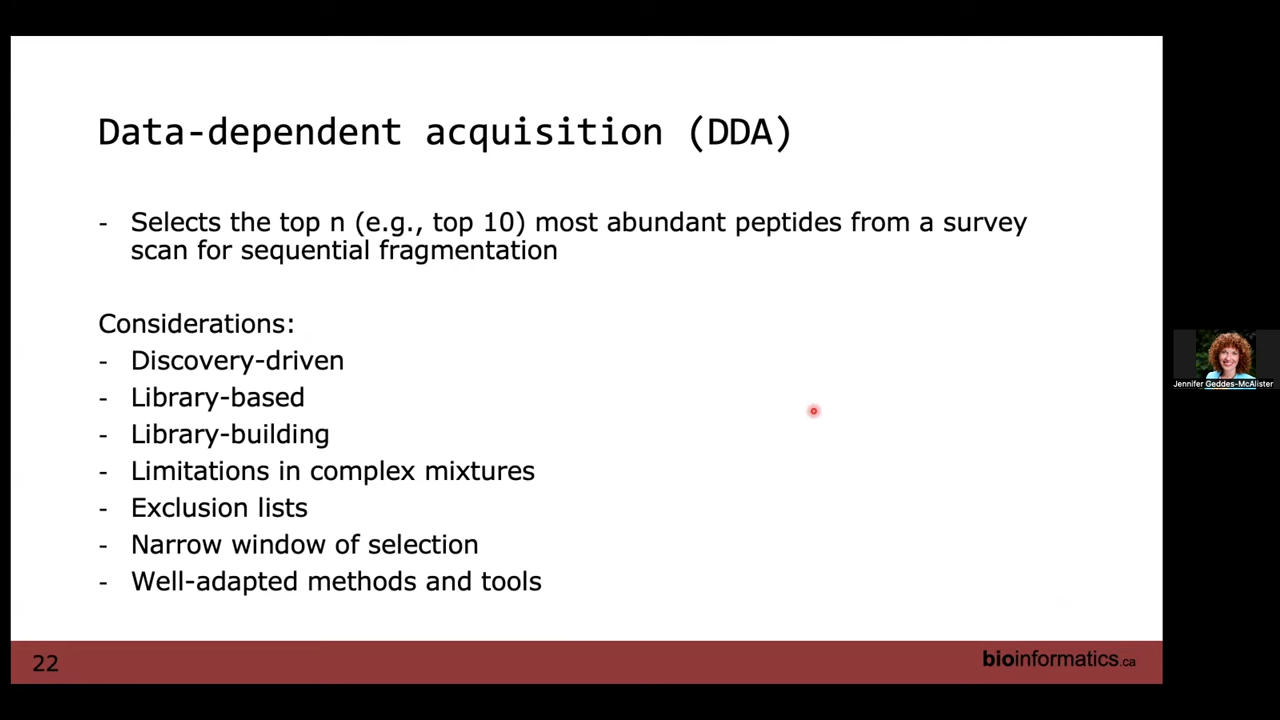 Data-dependent acquisition (DDA)
- Selects the top n (e.g., top 10) most abundant peptides from a survey
scan for sequential fragmentation
Considerations:
- Discovery-driven
- Library-based
- Library-building
- Limitations in complex mixtures
- Exclusion lists
- Narrow window of selection
- Well-adapted methods and tools
Jennifer Geddes-McAlister
22
bioinformatics.ca